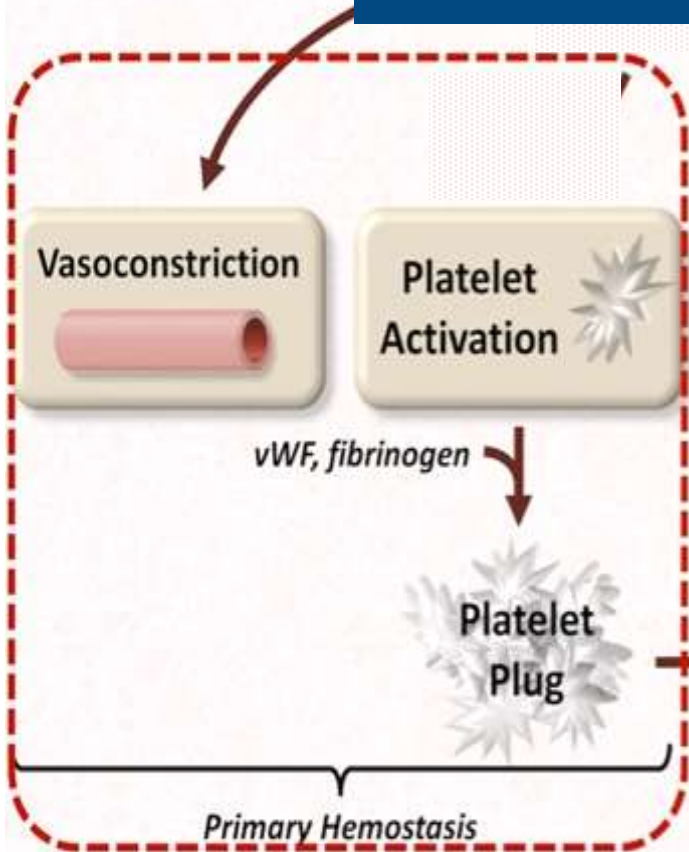 Vasoconstriction
Platelet
Activation
vWF, fibrinogen
Platelet
Plug
Primary Hemostasis